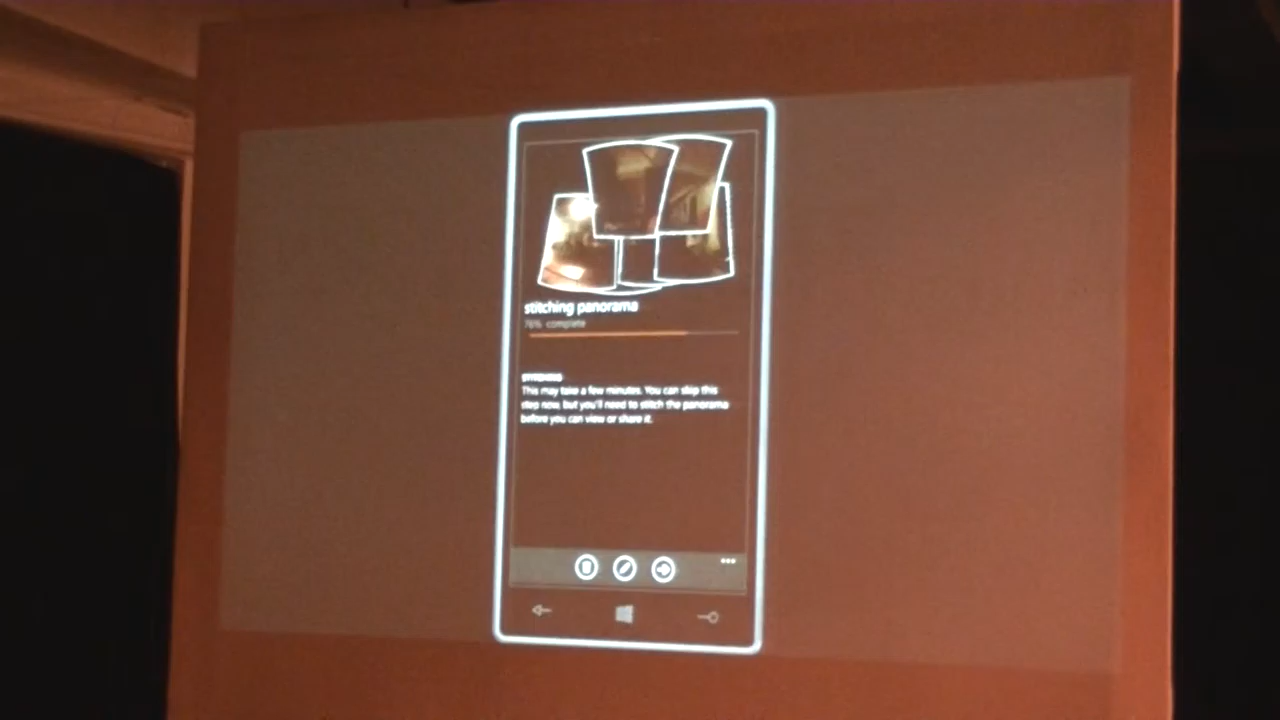 stitching panorama
76% complete
This may take a few minutes. You can skip this
step now, but you'll need to stitch the panorama
before you can view or share it.